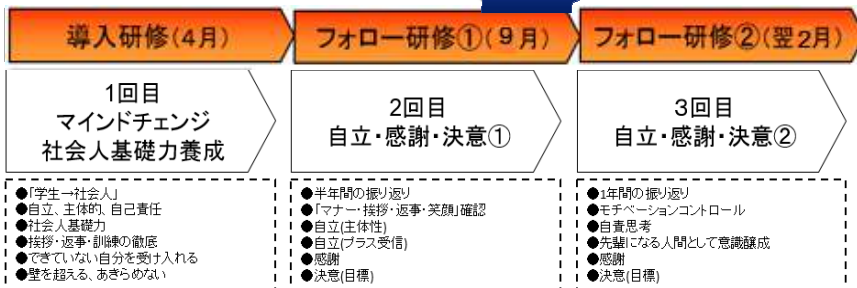 導入研修(4月)
フォロー研修①(9月)
フォロー研修②(翌2月)
1回目
マインドチェンジ
社会人基礎力養成
2回目
自立・感謝・決意①
3回目
自立・感謝・決意②
●「学生→社会人」
●自立、主体的、自己責任
●社会人基礎力
●挨拶・返事・訓練の徹底
●できていない自分を受け入れる
●壁を超える、あきらめない
●半年間の振り返り
●「マナー・挨拶・返事・笑顔」確認
●自立(主体性)
●自立(プラス受信)
●感謝
●決意(目標)
●1年間の振り返り
●モチベーションコントロール
●自責思考
●先輩になる人間として意識醸成
●感謝
●決意(目標)